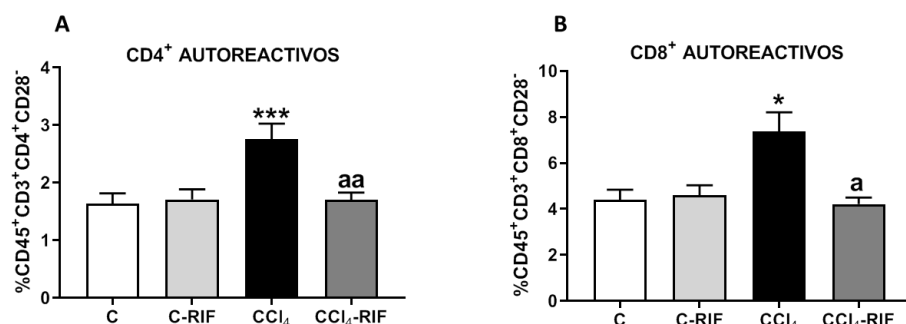 A
CD4⁺ AUTOREACTIVOS
%CD45⁺CD3⁺CD4⁺CD28⁻
4
3
2
1
0
***
aa
C
C-RIF
CCl₄
CCl₄-RIF
B
CD8⁺ AUTOREACTIVOS
%CD45⁺CD3⁺CD8⁺CD28⁻
10
8
6
4
2
0
*
a
C
C-RIF
CCl₄
CCl₄-RIF